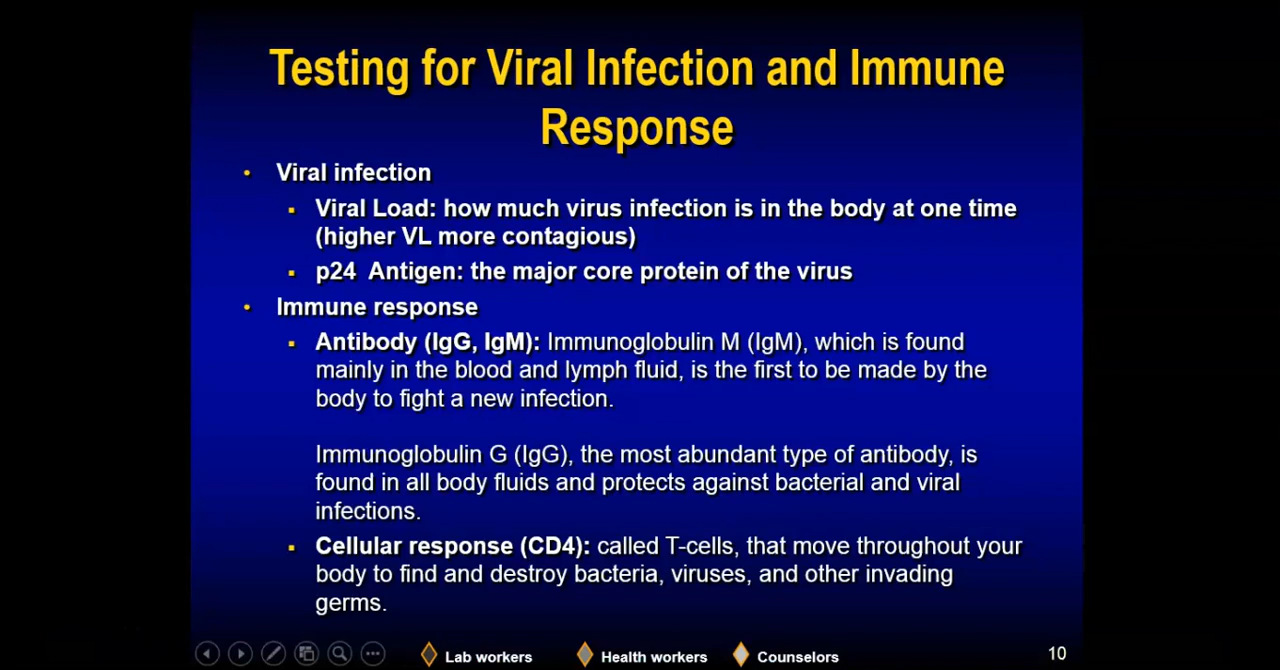 Testing for Viral Infection and Immune
Response
• Viral infection
▪ Viral Load: how much virus infection is in the body at one time
(higher VL more contagious)
▪ p24 Antigen: the major core protein of the virus
• Immune response
▪ Antibody (IgG, IgM): Immunoglobulin M (IgM), which is found
mainly in the blood and lymph fluid, is the first to be made by the
body to fight a new infection.
Immunoglobulin G (IgG), the most abundant type of antibody, is
found in all body fluids and protects against bacterial and viral
infections.
▪ Cellular response (CD4): called T-cells, that move throughout your
body to find and destroy bacteria, viruses, and other invading
germs.
Lab workers Health workers Counselors 10